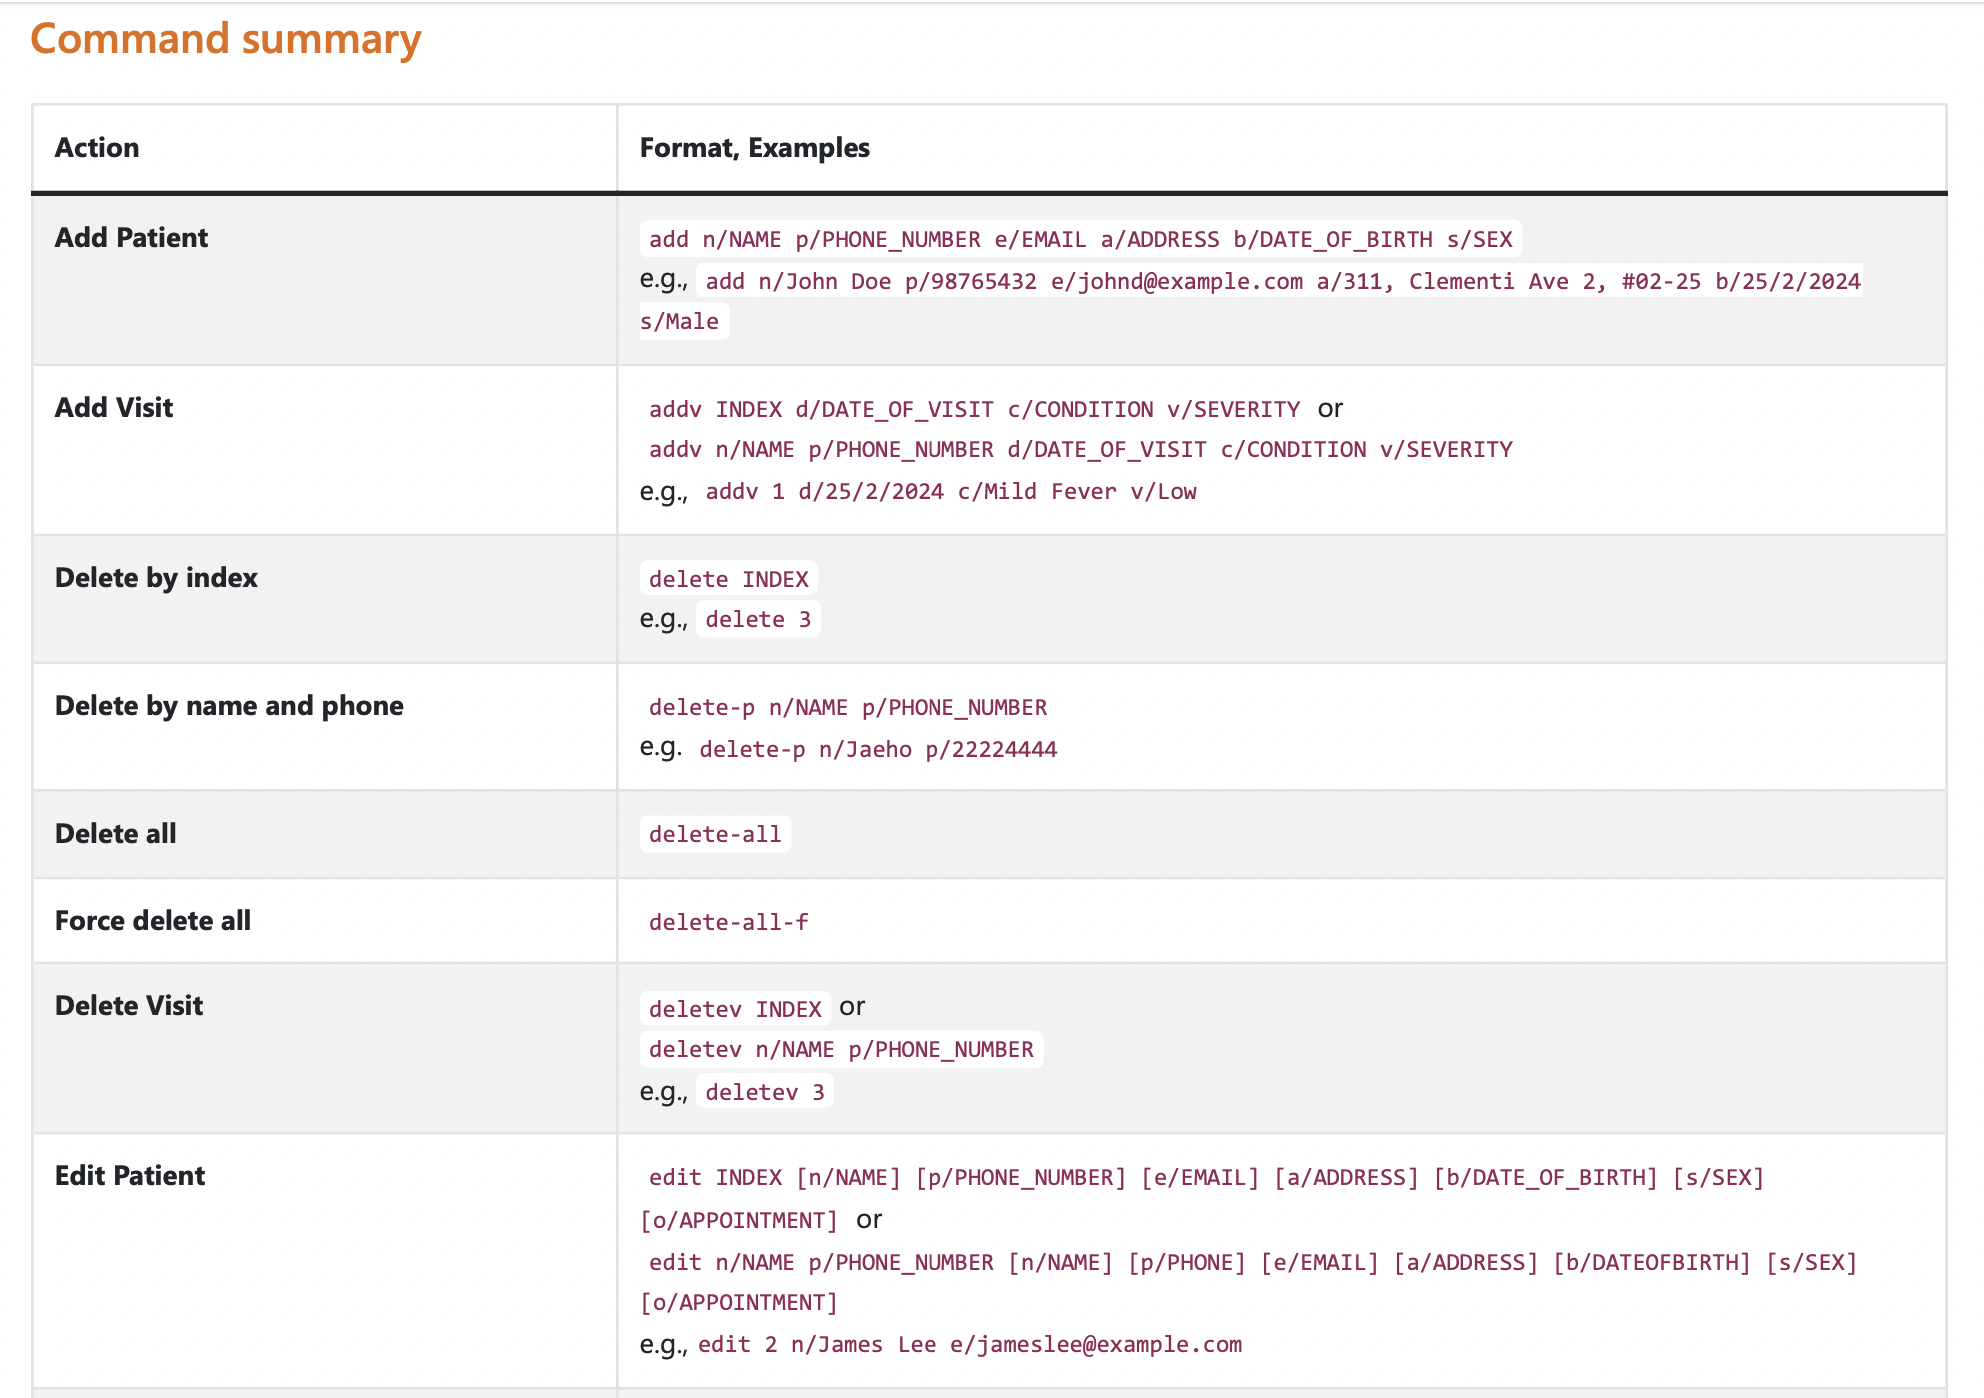 Command summary
Action
Format, Examples
Add Patient
add n/NAME p/PHONE_NUMBER e/EMAIL a/ADDRESS b/DATE_OF_BIRTH s/SEX
e.g., add n/John Doe p/98765432 e/johnd@example.com a/311, Clementi Ave 2, #02-25 b/25/2/2024
s/Male
Add Visit
addv INDEX d/DATE_OF_VISIT c/CONDITION v/SEVERITY or
addv n/NAME p/PHONE_NUMBER d/DATE_OF_VISIT c/CONDITION v/SEVERITY
e.g., addv 1 d/25/2/2024 c/Mild Fever v/Low
Delete by index
delete INDEX
e.g., delete 3
Delete by name and phone
delete-p n/NAME p/PHONE_NUMBER
e.g. delete-p n/Jaeho p/22224444
Delete all
delete-all
Force delete all
delete-all-f
Delete Visit
deletev INDEX or
deletev n/NAME p/PHONE_NUMBER
e.g., deletev 3
Edit Patient
edit INDEX [n/NAME] [p/PHONE_NUMBER] [e/EMAIL] [a/ADDRESS] [b/DATE_OF_BIRTH] [s/SEX]
[o/APPOINTMENT] or
edit n/NAME p/PHONE_NUMBER [n/NAME] [p/PHONE] [e/EMAIL] [a/ADDRESS] [b/DATEOFBIRTH] [s/SEX]
[o/APPOINTMENT]
e.g., edit 2 n/James Lee e/jameslee@example.com